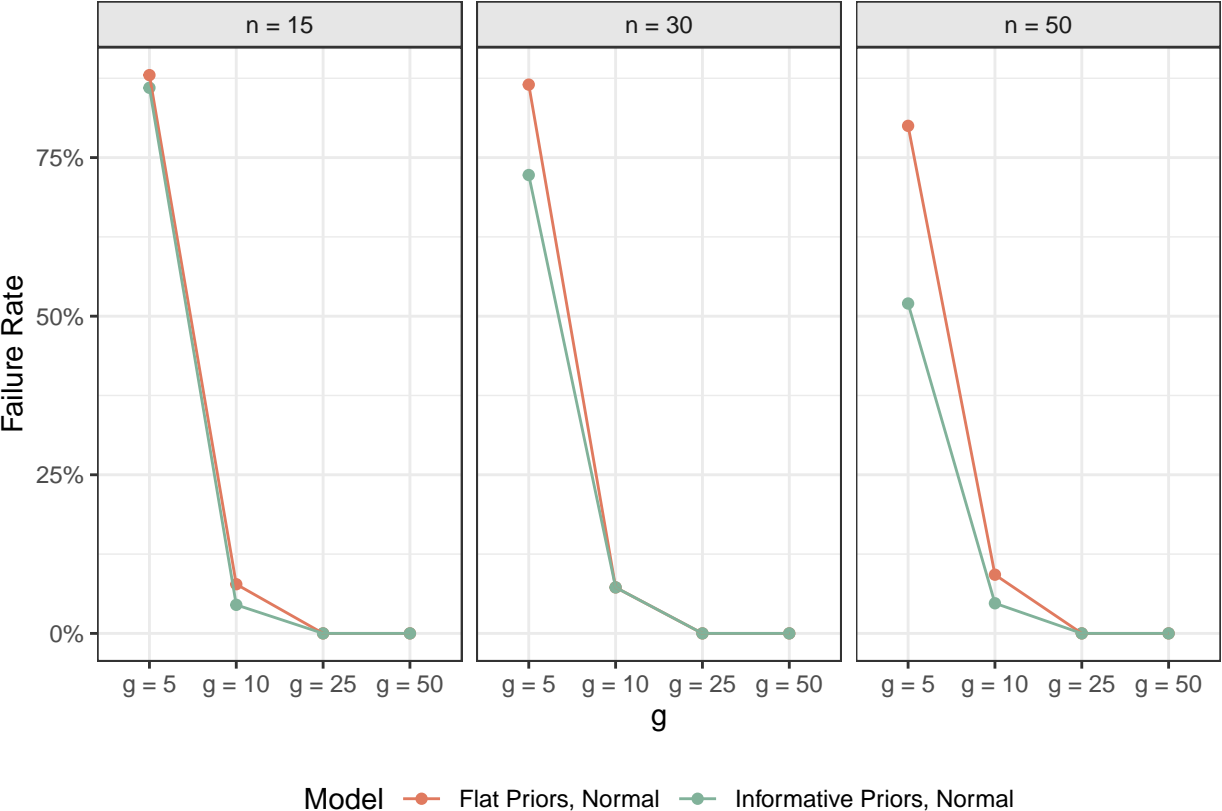 n = 15
n = 30
n = 50
Failure Rate
75%
50%
25%
0%
g = 5 g = 10 g = 25 g = 50
g = 5 g = 10 g = 25 g = 50
g = 5 g = 10 g = 25 g = 50
g
Model Flat Priors, Normal Informative Priors, Normal